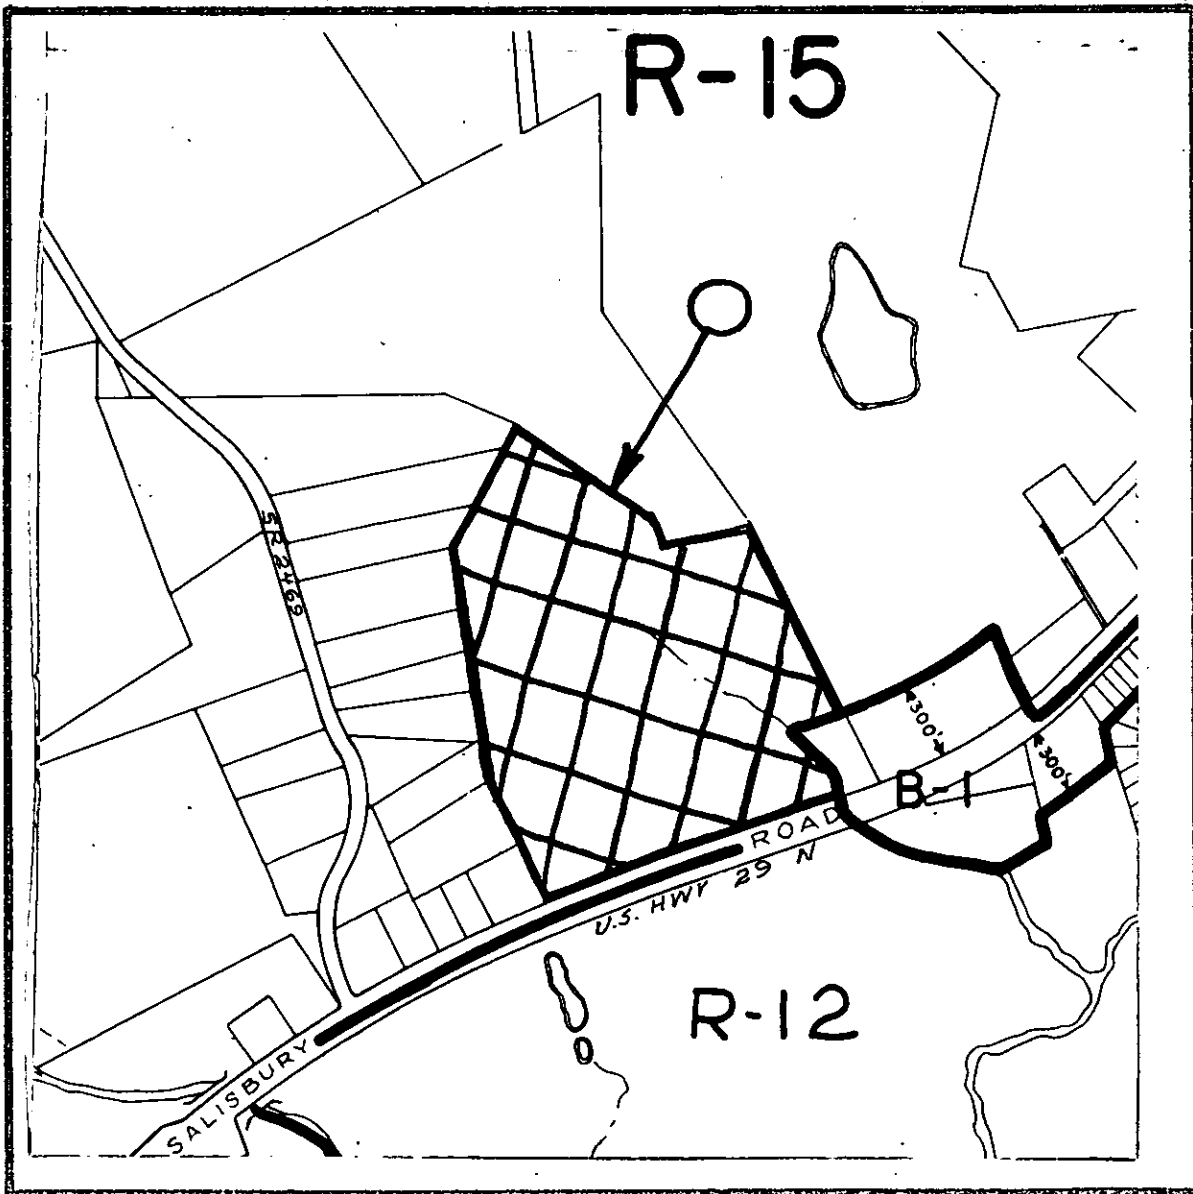 R-15
SR 2469
300'
300'
B-1
SALISBURY ROAD
U.S. HWY 29 N
R-12